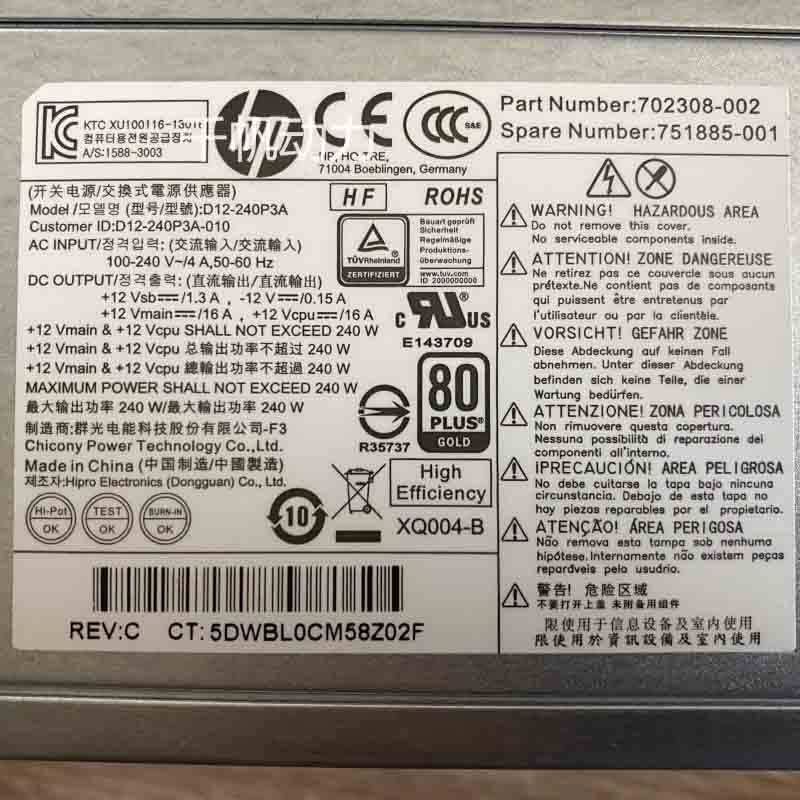 KTC XU100116-1301
컴퓨터용전원공급장치
A/S:1588-3003
千帆动力
hp
CE
CCC S&E
HP, HQ-TRE,
71004 Boeblingen, Germany
Part Number:702308-002
Spare Number:751885-001
(开关电源/交換式電源供應器)
Model /모델명 (型号/型號):D12-240P3A
Customer ID:D12-240P3A-010
AC INPUT/정격입력: (交流输入/交流輸入)
100-240 V~/4 A,50-60 Hz
DC OUTPUT/정격출력: (直流输出/直流輸出)
+12 Vsb⎓/1.3 A , -12 V⎓/0.15 A
+12 Vmain⎓/16 A , +12 Vcpu⎓/16 A
+12 Vmain & +12 Vcpu SHALL NOT EXCEED 240 W
+12 Vmain & +12 Vcpu 总输出功率不超过 240 W
+12 Vmain & +12 Vcpu 總輸出功率不超過 240 W
MAXIMUM POWER SHALL NOT EXCEED 240 W
最大输出功率 240 W/最大輸出功率 240 W
制造商:群光电能科技股份有限公司-F3
Chicony Power Technology Co.,Ltd.
Made in China (中国制造/中國製造)
제조자:Hipro Electronics (Dongguan) Co., Ltd.
Hi-Pot OK
TEST OK
BURN-IN OK
HF
ROHS
TÜVRheinland
ZERTIFIZIERT
Bauart geprüft
Sicherheit
Regelmäßige
Produktions-
überwachung
www.tuv.com
ID 2000000000
c RU US
E143709
R35737
80
PLUS®
GOLD
High
Efficiency
10
XQ004-B
REV:C CT: 5DWBL0CM58Z02F
WARNING! HAZARDOUS AREA
Do not remove this cover.
No serviceable components inside.
ATTENTION! ZONE DANGEREUSE
Ne retirez pas ce couvercle sous aucun
prétexte.Ne contient pas de composants
qui puissent être entretenus par
l'utilisateur ou par la clientèle.
VORSICHT! GEFAHR ZONE
Diese Abdeckung auf keinen Fall
abnehmen. Unter dieser Abdeckung
befinden sich keine Teile, die einer
Wartung bedürfen.
ATTENZIONE! ZONA PERICOLOSA
Non rimuovere questa copertura.
Nessuna possibilità di reparazione dei
componenti all'interno.
¡PRECAUCIÓN! AREA PELIGROSA
No debe cuitarse la tapa bajo ninguna
circunstancia. Debajo de esta tapa no
hay piezas reparables por el propietario.
ATENÇÃO! ÁREA PERIGOSA
Não remova esta tampa sob nenhuma
hipótese.Internamente não existem peças
repardveis pelo usuário.
警告! 危险区域
不要打开上盖 未附备用组件
限使用于信息设备及室内使用
限使用於資訊設備及室內使用